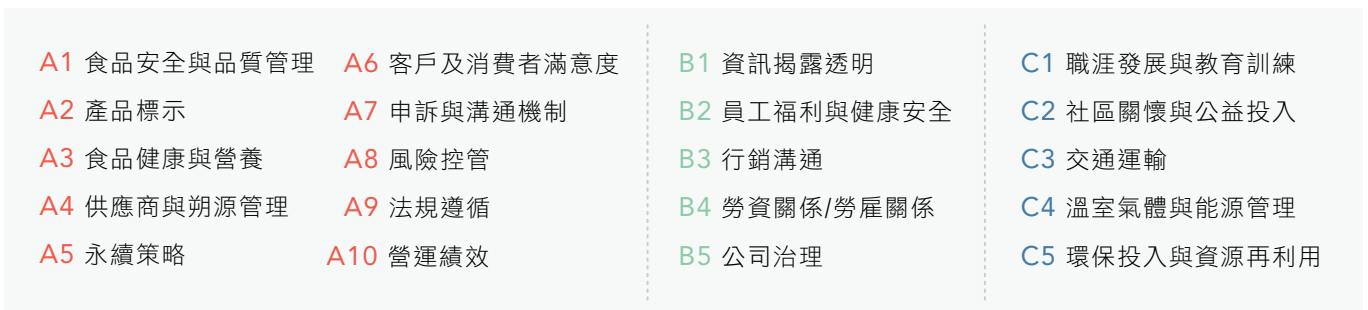 A1 食品安全與品質管理
A2 產品標示
A3 食品健康與營養
A4 供應商與朔源管理
A5 永續策略
A6 客戶及消費者滿意度
A7 申訴與溝通機制
A8 風險控管
A9 法規遵循
A10 營運績效
B1 資訊揭露透明
B2 員工福利與健康安全
B3 行銷溝通
B4 勞資關係/勞雇關係
B5 公司治理
C1 職涯發展與教育訓練
C2 社區關懷與公益投入
C3 交通運輸
C4 溫室氣體與能源管理
C5 環保投入與資源再利用